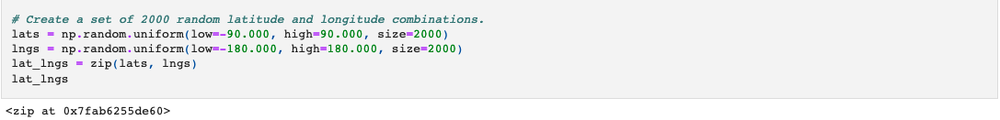 # Create a set of 2000 random latitude and longitude combinations.
lats = np.random.uniform(low=-90.000, high=90.000, size=2000)
lngs = np.random.uniform(low=-180.000, high=180.000, size=2000)
lat_lngs = zip(lats, lngs)
lat_lngs
<zip at 0x7fab6255de60>